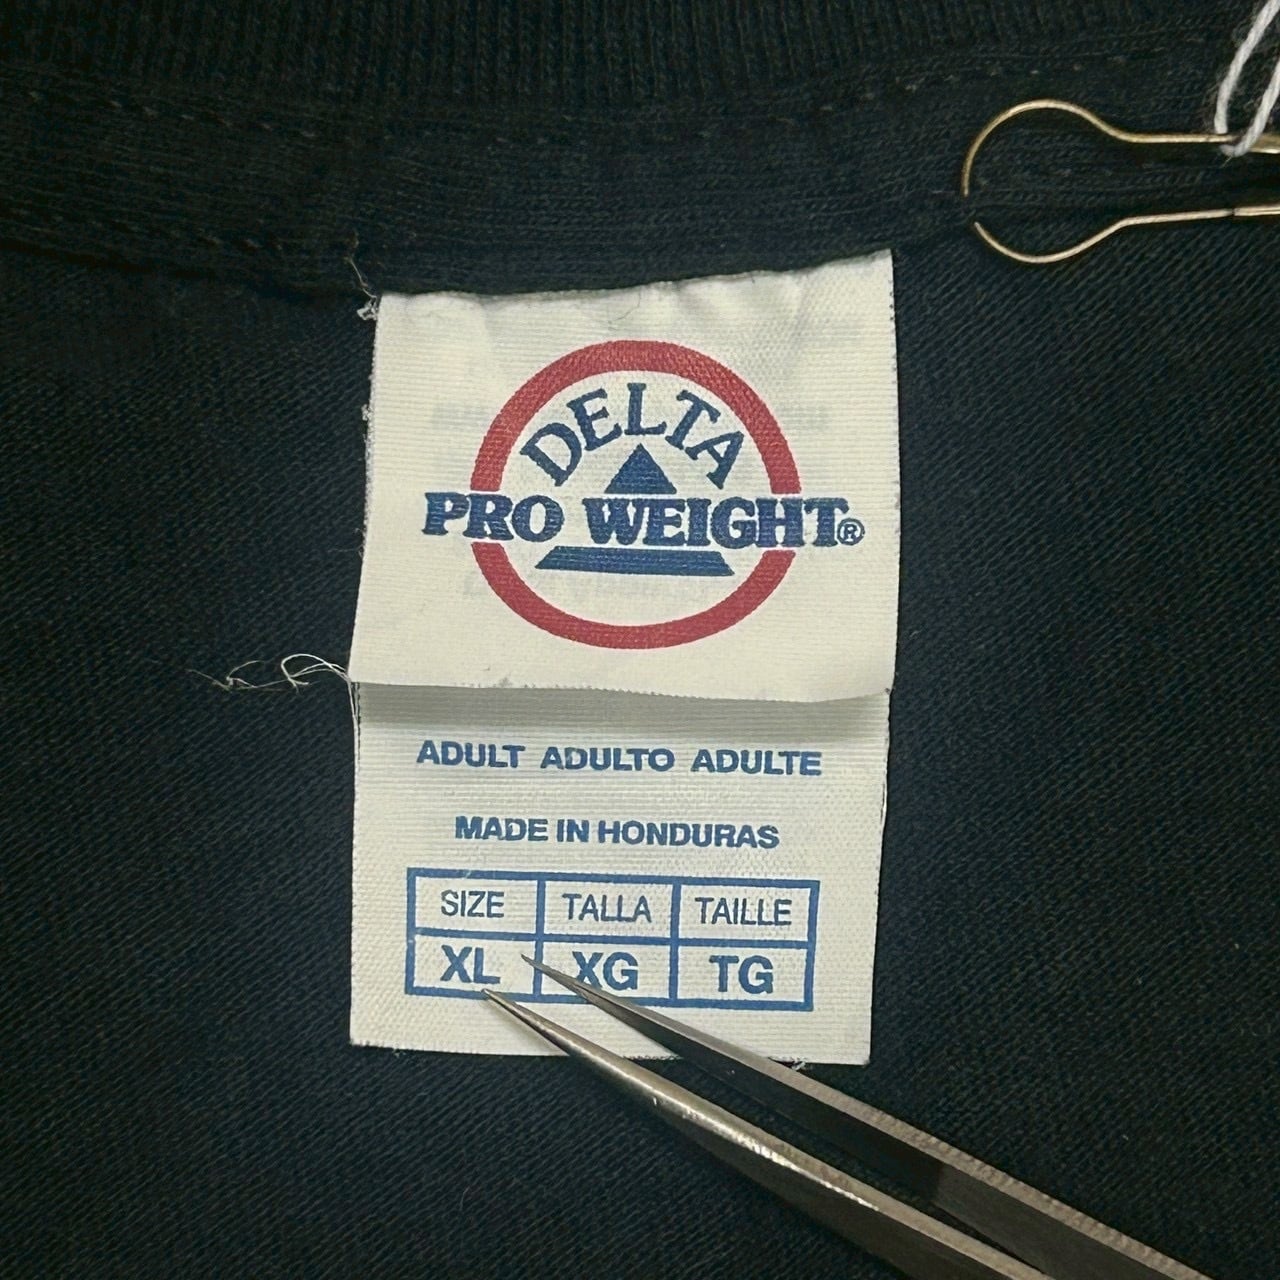 DELTA
PRO WEIGHT®
ADULT ADULTO ADULTE
MADE IN HONDURAS
SIZE TALLA TAILLE
XL XG TG